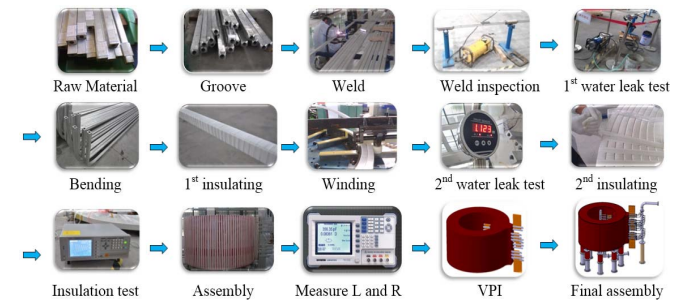 Raw Material Groove Weld Weld inspection 1st water leak test
Bending 1st insulating Winding 2nd water leak test 2nd insulating
Insulation test Assembly Measure L and R VPI Final assembly